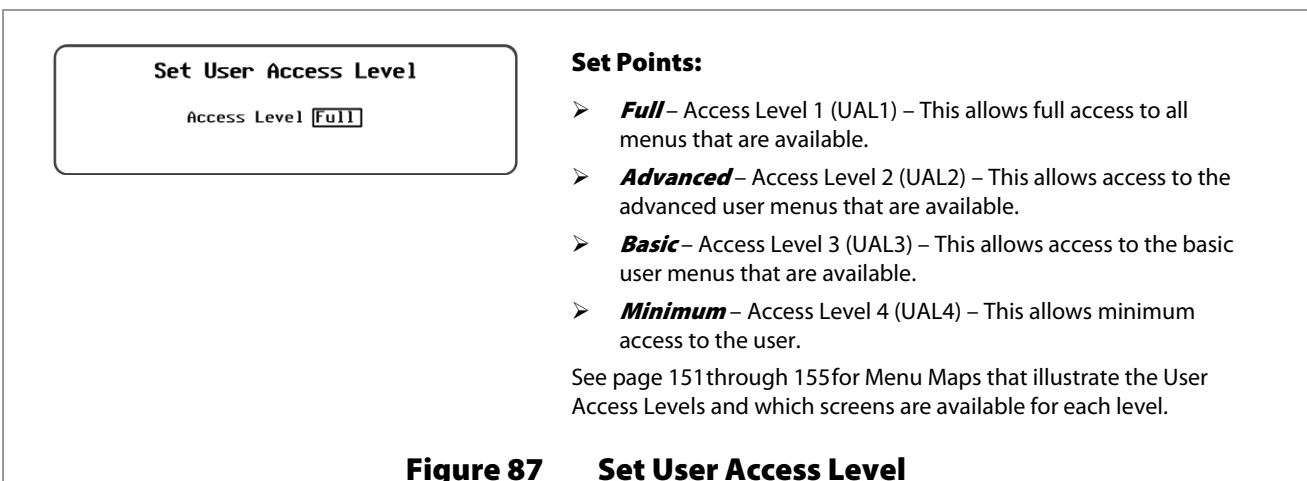 Set User Access Level
Access Level Full
Set Points:
➢ Full – Access Level 1 (UAL1) – This allows full access to all
menus that are available.
➢ Advanced – Access Level 2 (UAL2) – This allows access to the
advanced user menus that are available.
➢ Basic – Access Level 3 (UAL3) – This allows access to the basic
user menus that are available.
➢ Minimum – Access Level 4 (UAL4) – This allows minimum
access to the user.
See page 151through 155for Menu Maps that illustrate the User
Access Levels and which screens are available for each level.
Figure 87 Set User Access Level